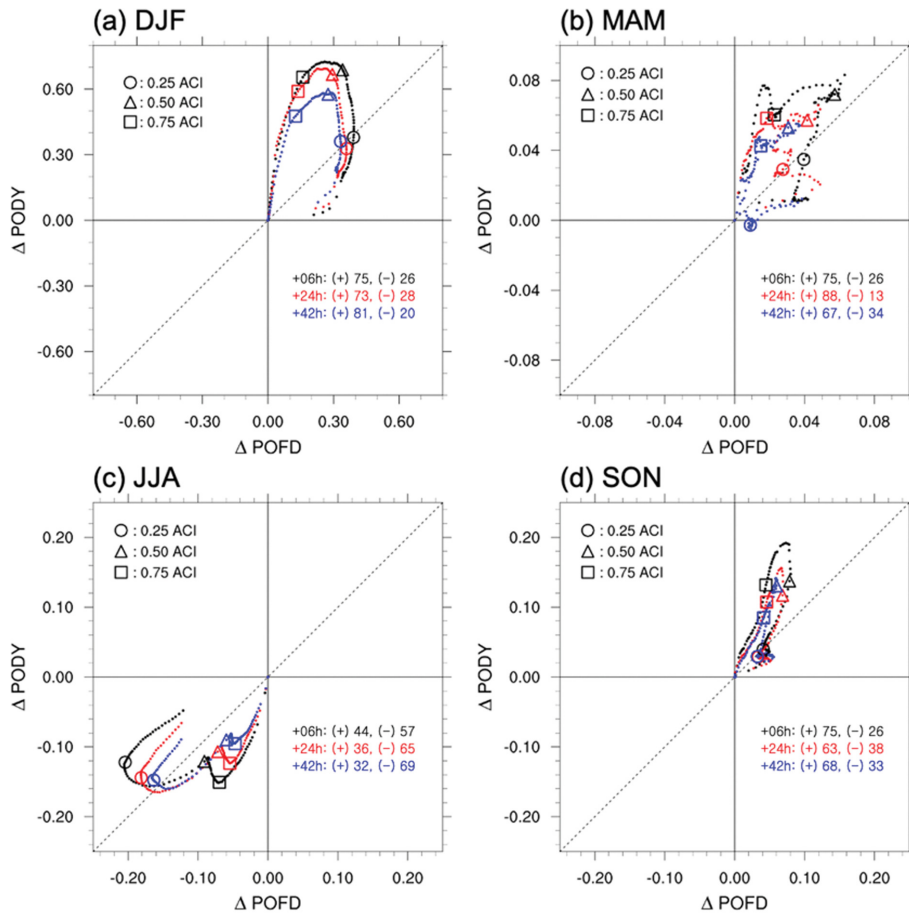 (a) DJF
0.60
0.30
0.00
-0.30
-0.60
Δ PODY
○ : 0.25 ACI
△ : 0.50 ACI
□ : 0.75 ACI
+06h: (+) 75, (−) 26
+24h: (+) 73, (−) 28
+42h: (+) 81, (−) 20
-0.60 -0.30 0.00 0.30 0.60
Δ POFD
(b) MAM
0.08
0.04
0.00
-0.04
-0.08
Δ PODY
○ : 0.25 ACI
△ : 0.50 ACI
□ : 0.75 ACI
+06h: (+) 75, (−) 26
+24h: (+) 88, (−) 13
+42h: (+) 67, (−) 34
-0.08 -0.04 0.00 0.04 0.08
Δ POFD
(c) JJA
0.20
0.10
0.00
-0.10
-0.20
Δ PODY
○ : 0.25 ACI
△ : 0.50 ACI
□ : 0.75 ACI
+06h: (+) 44, (−) 57
+24h: (+) 36, (−) 65
+42h: (+) 32, (−) 69
-0.20 -0.10 0.00 0.10 0.20
Δ POFD
(d) SON
0.20
0.10
0.00
-0.10
-0.20
Δ PODY
○ : 0.25 ACI
△ : 0.50 ACI
□ : 0.75 ACI
+06h: (+) 75, (−) 26
+24h: (+) 63, (−) 38
+42h: (+) 68, (−) 33
-0.20 -0.10 0.00 0.10 0.20
Δ POFD